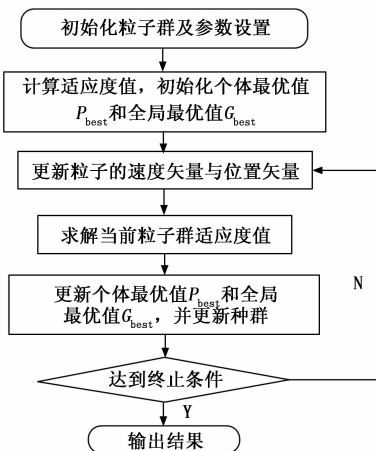 初始化粒子群及参数设置
计算适应度值，初始化个体最优值
P_best和全局最优值G_best
更新粒子的速度矢量与位置矢量
求解当前粒子群适应度值
更新个体最优值P_best和全局
最优值G_best，并更新种群
N
达到终止条件
Y
输出结果